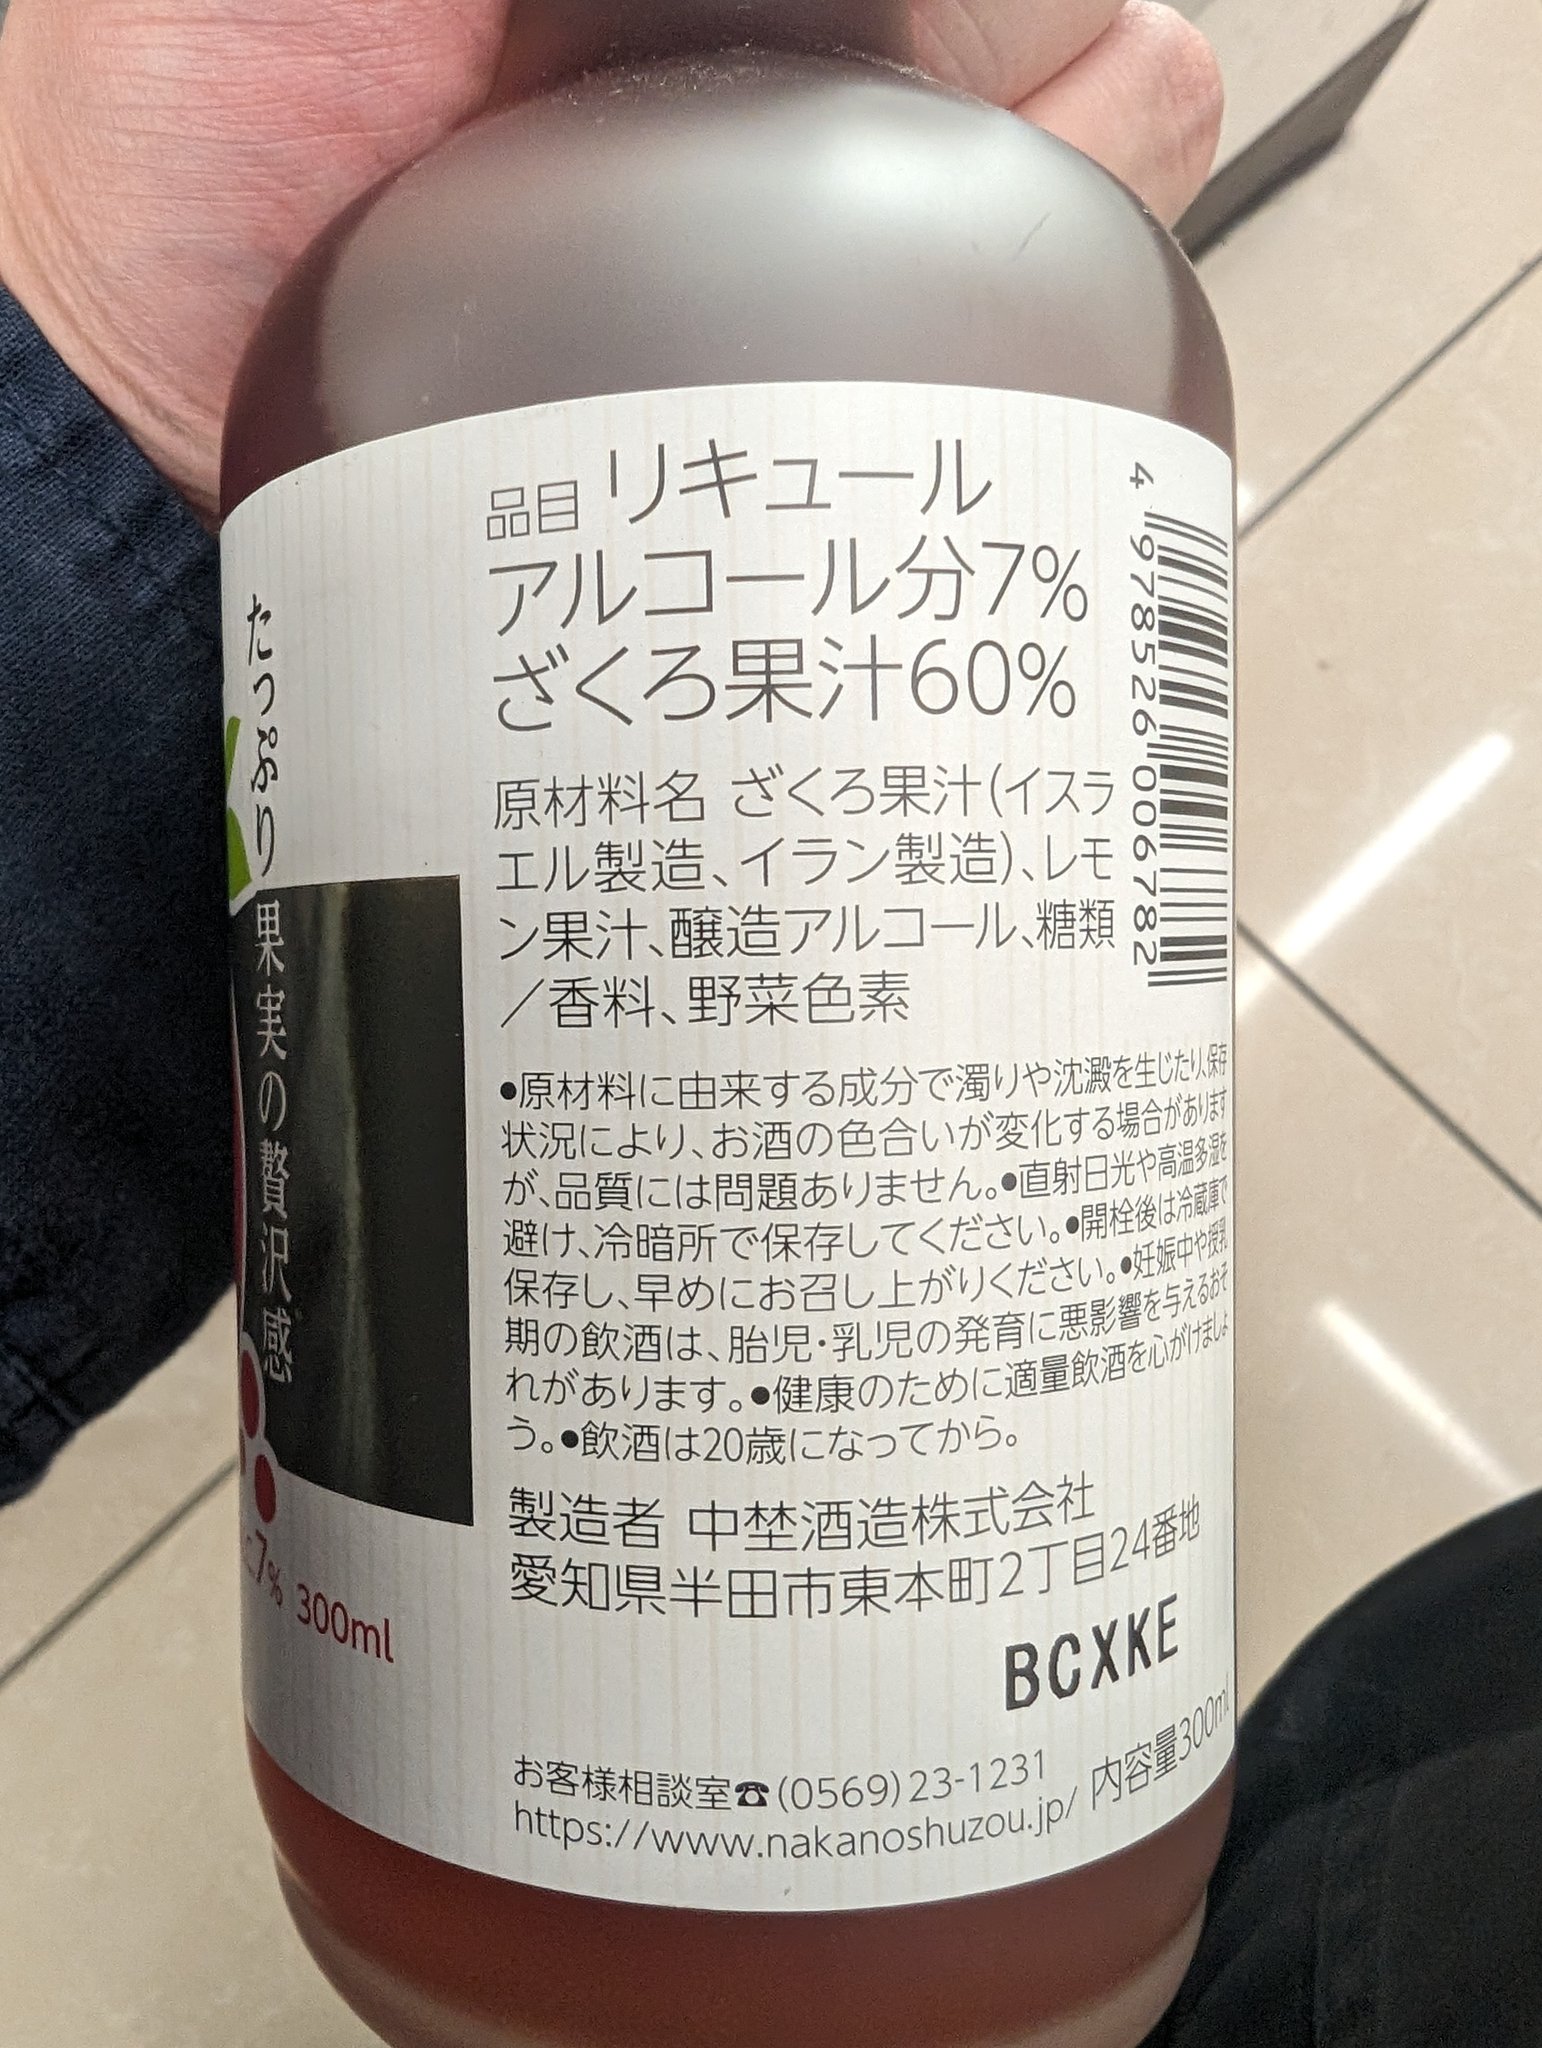 たっぷり果実の贅沢感
7% 300ml
品目 リキュール
アルコール分7%
ざくろ果汁60%
原材料名 ざくろ果汁(イスラ
エル製造、イラン製造)、レモ
ン果汁、醸造アルコール、糖類
／香料、野菜色素
●原材料に由来する成分で濁りや沈澱を生じたり、保存
状況により、お酒の色合いが変化する場合があります
が、品質には問題ありません。●直射日光や高温多湿を
避け、冷暗所で保存してください。●開栓後は冷蔵庫で
保存し、早めにお召し上がりください。●妊娠中や授乳
期の飲酒は、胎児・乳児の発育に悪影響を与えるおそ
れがあります。●健康のために適量飲酒を心がけましょ
う。●飲酒は20歳になってから。
製造者 中埜酒造株式会社
愛知県半田市東本町2丁目24番地
BCXKE
お客様相談室☎(0569)23-1231
https://www.nakanoshuzou.jp/ 内容量300ml
4 978526 006782